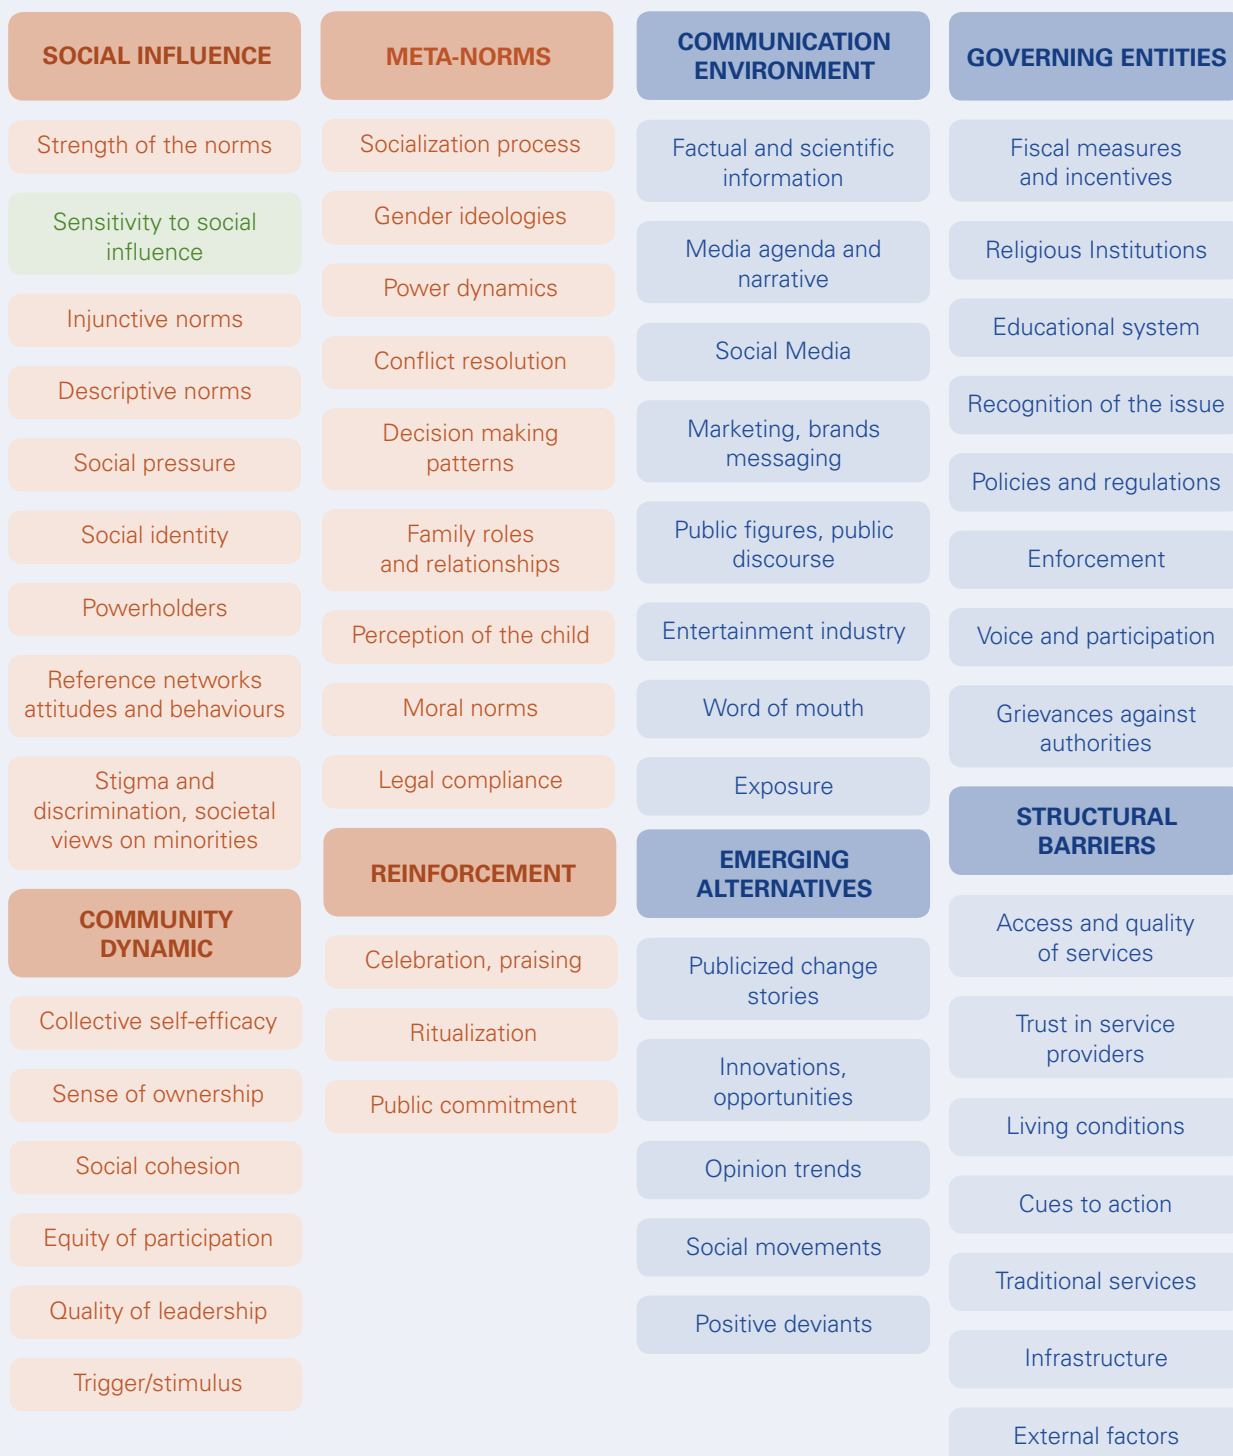 SOCIAL INFLUENCE
Strength of the norms
Sensitivity to social
influence
Injunctive norms
Descriptive norms
Social pressure
Social identity
Powerholders
Reference networks
attitudes and behaviours
Stigma and
discrimination, societal
views on minorities
COMMUNITY
DYNAMIC
Collective self-efficacy
Sense of ownership
Social cohesion
Equity of participation
Quality of leadership
Trigger/stimulus
META-NORMS
Socialization process
Gender ideologies
Power dynamics
Conflict resolution
Decision making
patterns
Family roles
and relationships
Perception of the child
Moral norms
Legal compliance
REINFORCEMENT
Celebration, praising
Ritualization
Public commitment
COMMUNICATION
ENVIRONMENT
Factual and scientific
information
Media agenda and
narrative
Social Media
Marketing, brands
messaging
Public figures, public
discourse
Entertainment industry
Word of mouth
Exposure
EMERGING
ALTERNATIVES
Publicized change
stories
Innovations,
opportunities
Opinion trends
Social movements
Positive deviants
GOVERNING ENTITIES
Fiscal measures
and incentives
Religious Institutions
Educational system
Recognition of the issue
Policies and regulations
Enforcement
Voice and participation
Grievances against
authorities
STRUCTURAL
BARRIERS
Access and quality
of services
Trust in service
providers
Living conditions
Cues to action
Traditional services
Infrastructure
External factors